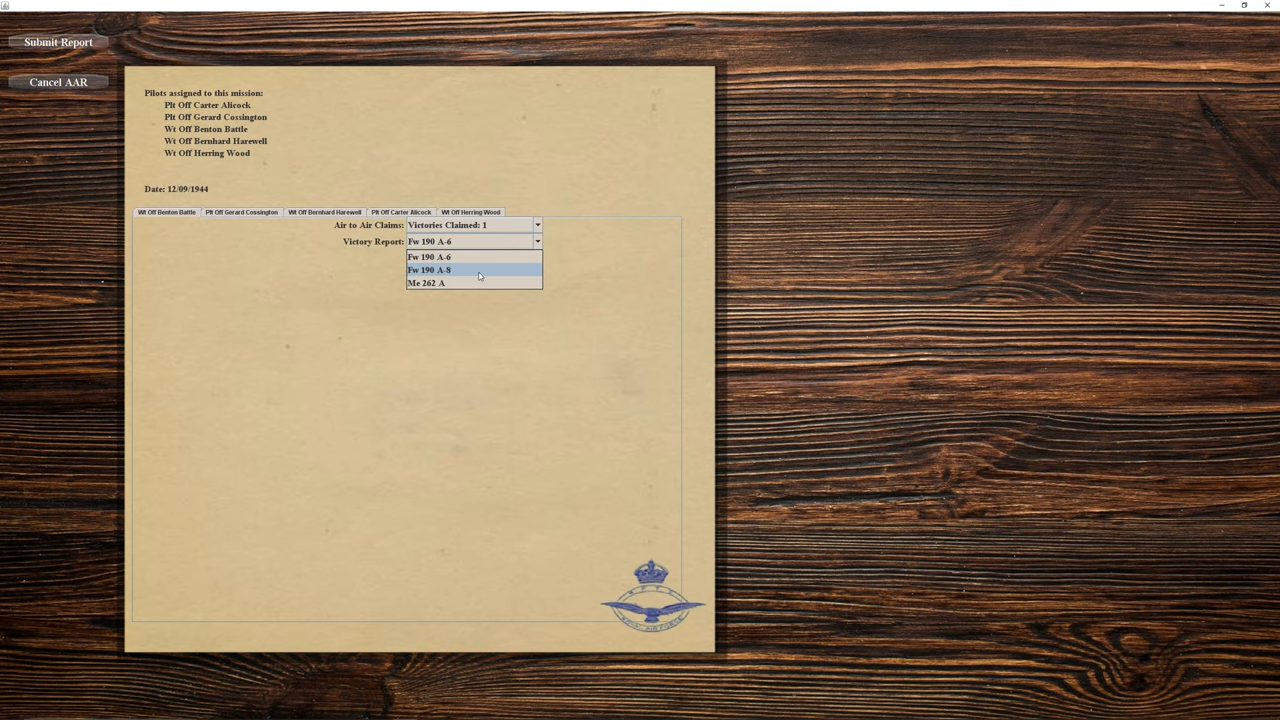 Submit Report
Cancel AAR
Pilots assigned to this mission:
Plt Off Carter Alicock
Plt Off Gerard Cossington
Wt Off Benton Battle
Wt Off Bernhard Harewell
Wt Off Herring Wood
Date: 12/09/1944
Wt Off Benton Battle Plt Off Gerard Cossington Wt Off Bernhard Harewell Plt Off Carter Alicock Wt Off Herring Wood
Air to Air Claims: Victories Claimed: 1
Victory Report: Fw 190 A-6
Fw 190 A-6
Fw 190 A-8
Me 262 A